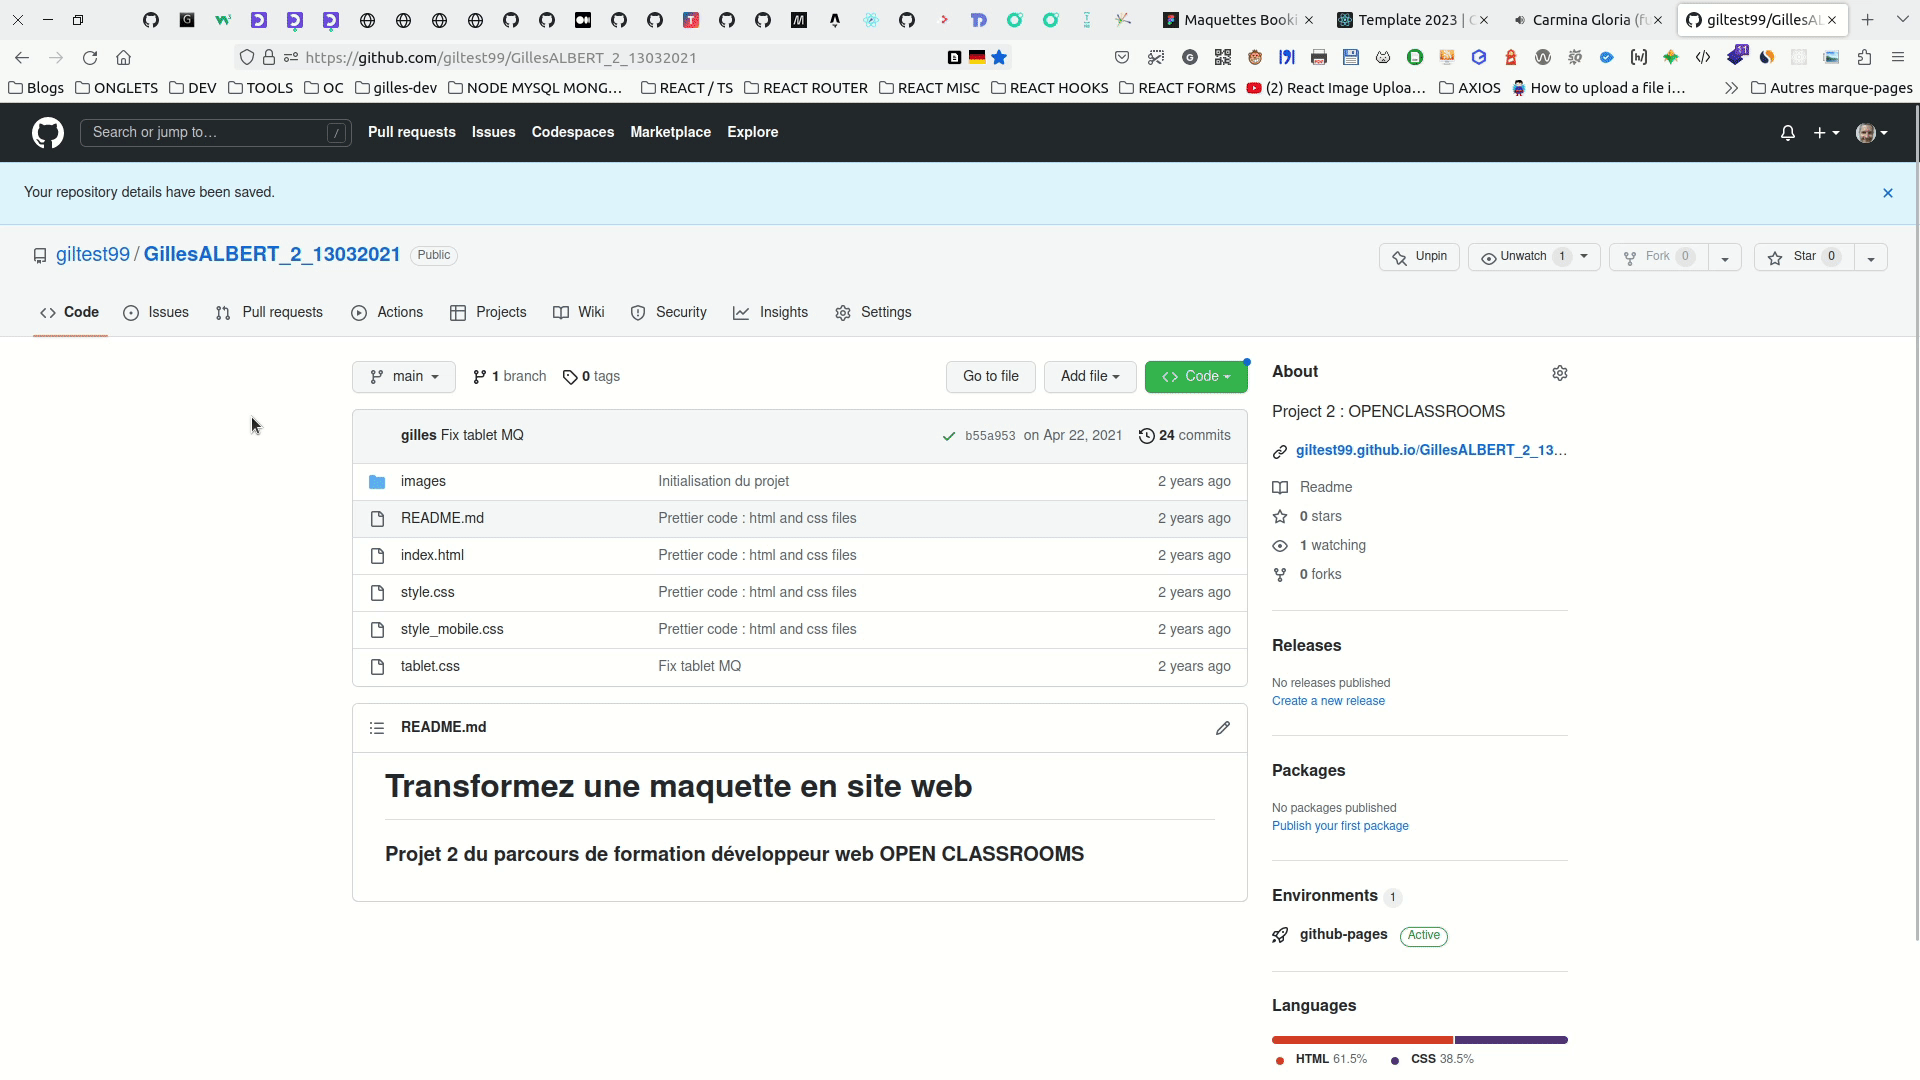 Maquettes Booki
Template 2023 | C
Carmina Gloria (fu
giltest99/GillesAL
https://github.com/giltest99/GillesALBERT_2_13032021
11
Blogs
ONGLETS
DEV
TOOLS
OC
gilles-dev
NODE MYSQL MONG...
REACT / TS
REACT ROUTER
REACT MISC
REACT HOOKS
REACT FORMS
(2) React Image Uploa...
AXIOS
How to upload a file i...
Autres marque-pages
Search or jump to...
/
Pull requests
Issues
Codespaces
Marketplace
Explore
Your repository details have been saved.
giltest99 / GillesALBERT_2_13032021
Public
Unpin
Unwatch 1
Fork 0
Star 0
Code
Issues
Pull requests
Actions
Projects
Wiki
Security
Insights
Settings
main
1 branch
0 tags
Go to file
Add file
Code
gilles Fix tablet MQ
b55a953 on Apr 22, 2021
24 commits
images
Initialisation du projet
2 years ago
README.md
Prettier code : html and css files
2 years ago
index.html
Prettier code : html and css files
2 years ago
style.css
Prettier code : html and css files
2 years ago
style_mobile.css
Prettier code : html and css files
2 years ago
tablet.css
Fix tablet MQ
2 years ago
README.md
Transformez une maquette en site web
Projet 2 du parcours de formation développeur web OPEN CLASSROOMS
About
Project 2 : OPENCLASSROOMS
giltest99.github.io/GillesALBERT_2_13...
Readme
0 stars
1 watching
0 forks
Releases
No releases published
Create a new release
Packages
No packages published
Publish your first package
Environments 1
github-pages
Active
Languages
HTML 61.5%
CSS 38.5%